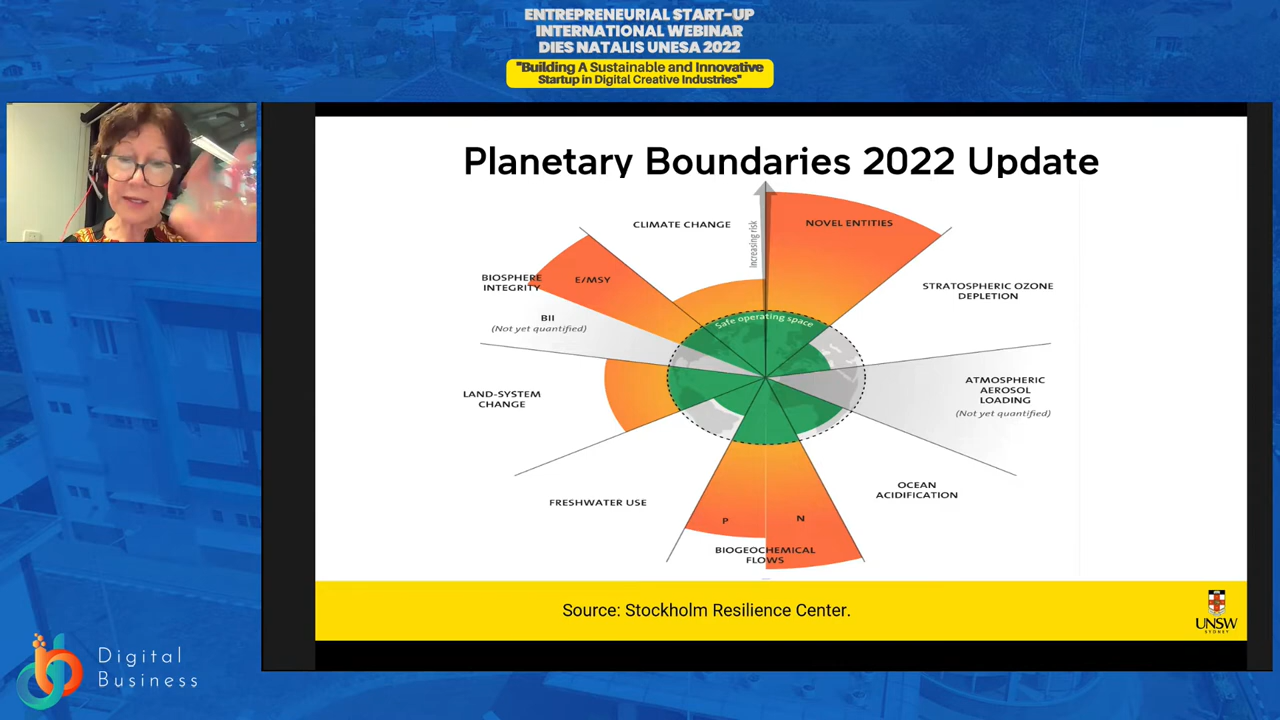 ENTREPRENEURIAL START-UP
INTERNATIONAL WEBINAR
DIES NATALIS UNESA 2022
"Building A Sustainable and Innovative
Startup in Digital Creative Industries"
Planetary Boundaries 2022 Update
CLIMATE CHANGE
Increasing risk
NOVEL ENTITIES
BIOSPHERE
INTEGRITY
E/MSY
STRATOSPHERIC OZONE
DEPLETION
BII
(Not yet quantified)
Safe operating space
LAND-SYSTEM
CHANGE
ATMOSPHERIC
AEROSOL
LOADING
(Not yet quantified)
FRESHWATER USE
OCEAN
ACIDIFICATION
P
N
BIOGEOCHEMICAL
FLOWS
Source: Stockholm Resilience Center.
UNSW
SYDNEY
Digital
Business